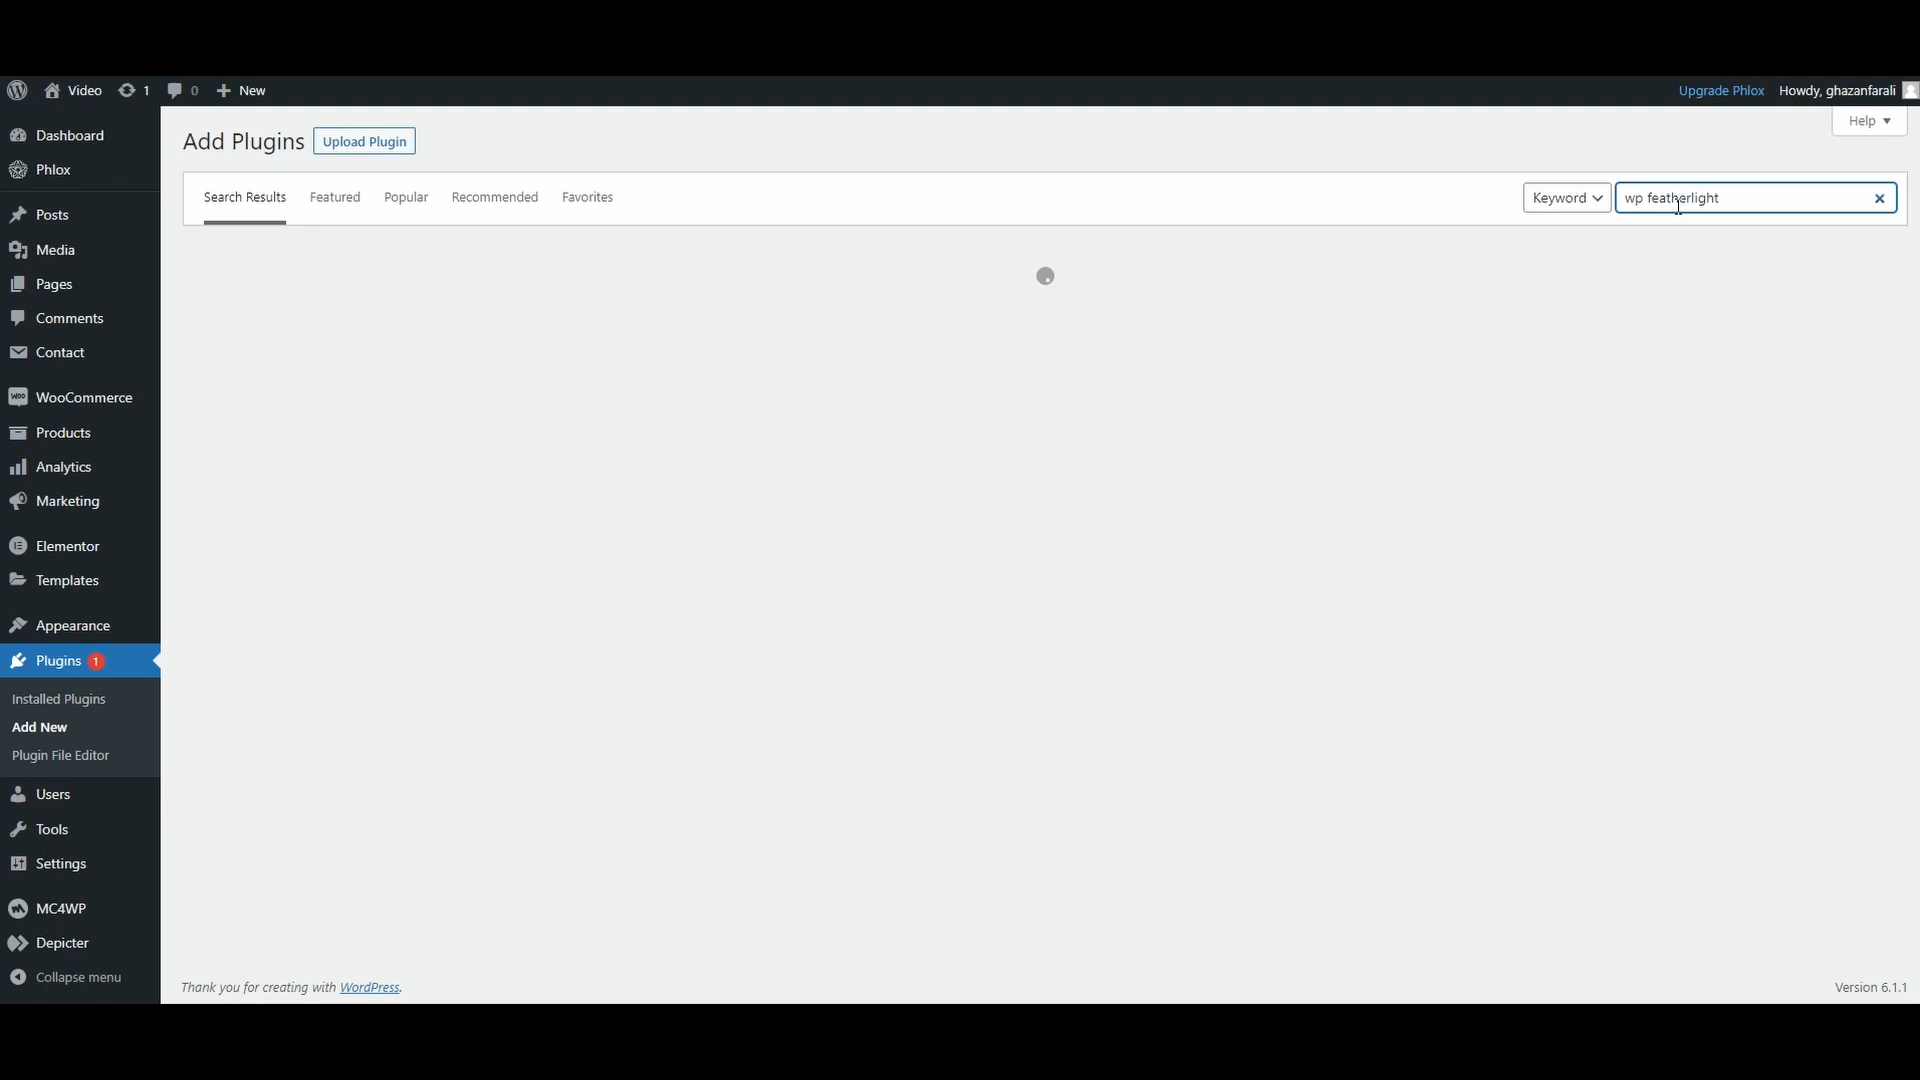 Video 1 0 New Upgrade Phlox Howdy, ghazanfarali
Help
Add Plugins Upload Plugin
Search Results Featured Popular Recommended Favorites Keyword wp featherlight
Dashboard
Phlox
Posts
Media
Pages
Comments
Contact
WooCommerce
Products
Analytics
Marketing
Elementor
Templates
Appearance
Plugins 1
Installed Plugins
Add New
Plugin File Editor
Users
Tools
Settings
MC4WP
Depicter
Collapse menu
Thank you for creating with WordPress. Version 6.1.1